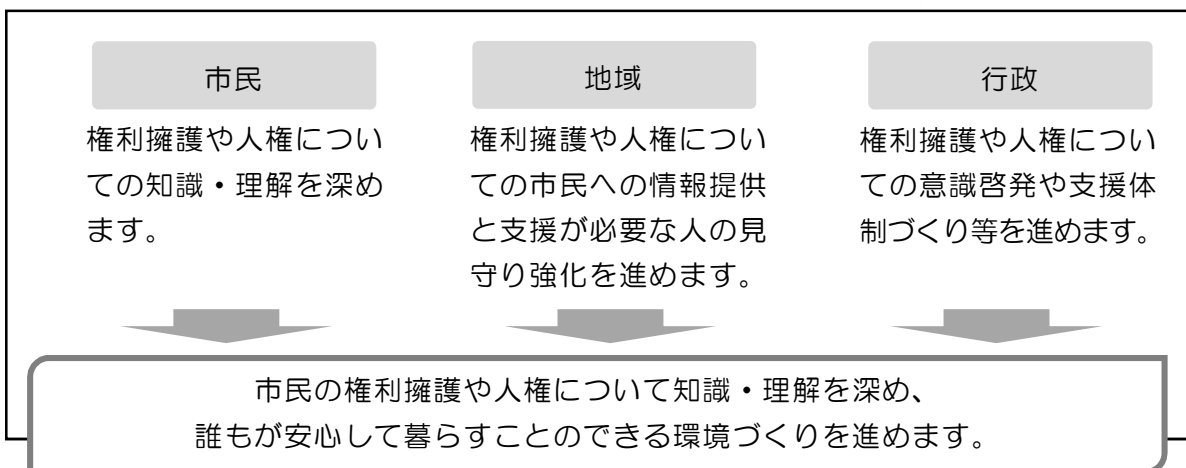 市民
権利擁護や人権につい
ての知識・理解を深め
ます。
地域
権利擁護や人権につい
ての市民への情報提供
と支援が必要な人の見
守り強化を進めます。
行政
権利擁護や人権につい
ての意識啓発や支援体
制づくり等を進めます。
市民の権利擁護や人権について知識・理解を深め、
誰もが安心して暮らすことのできる環境づくりを進めます。